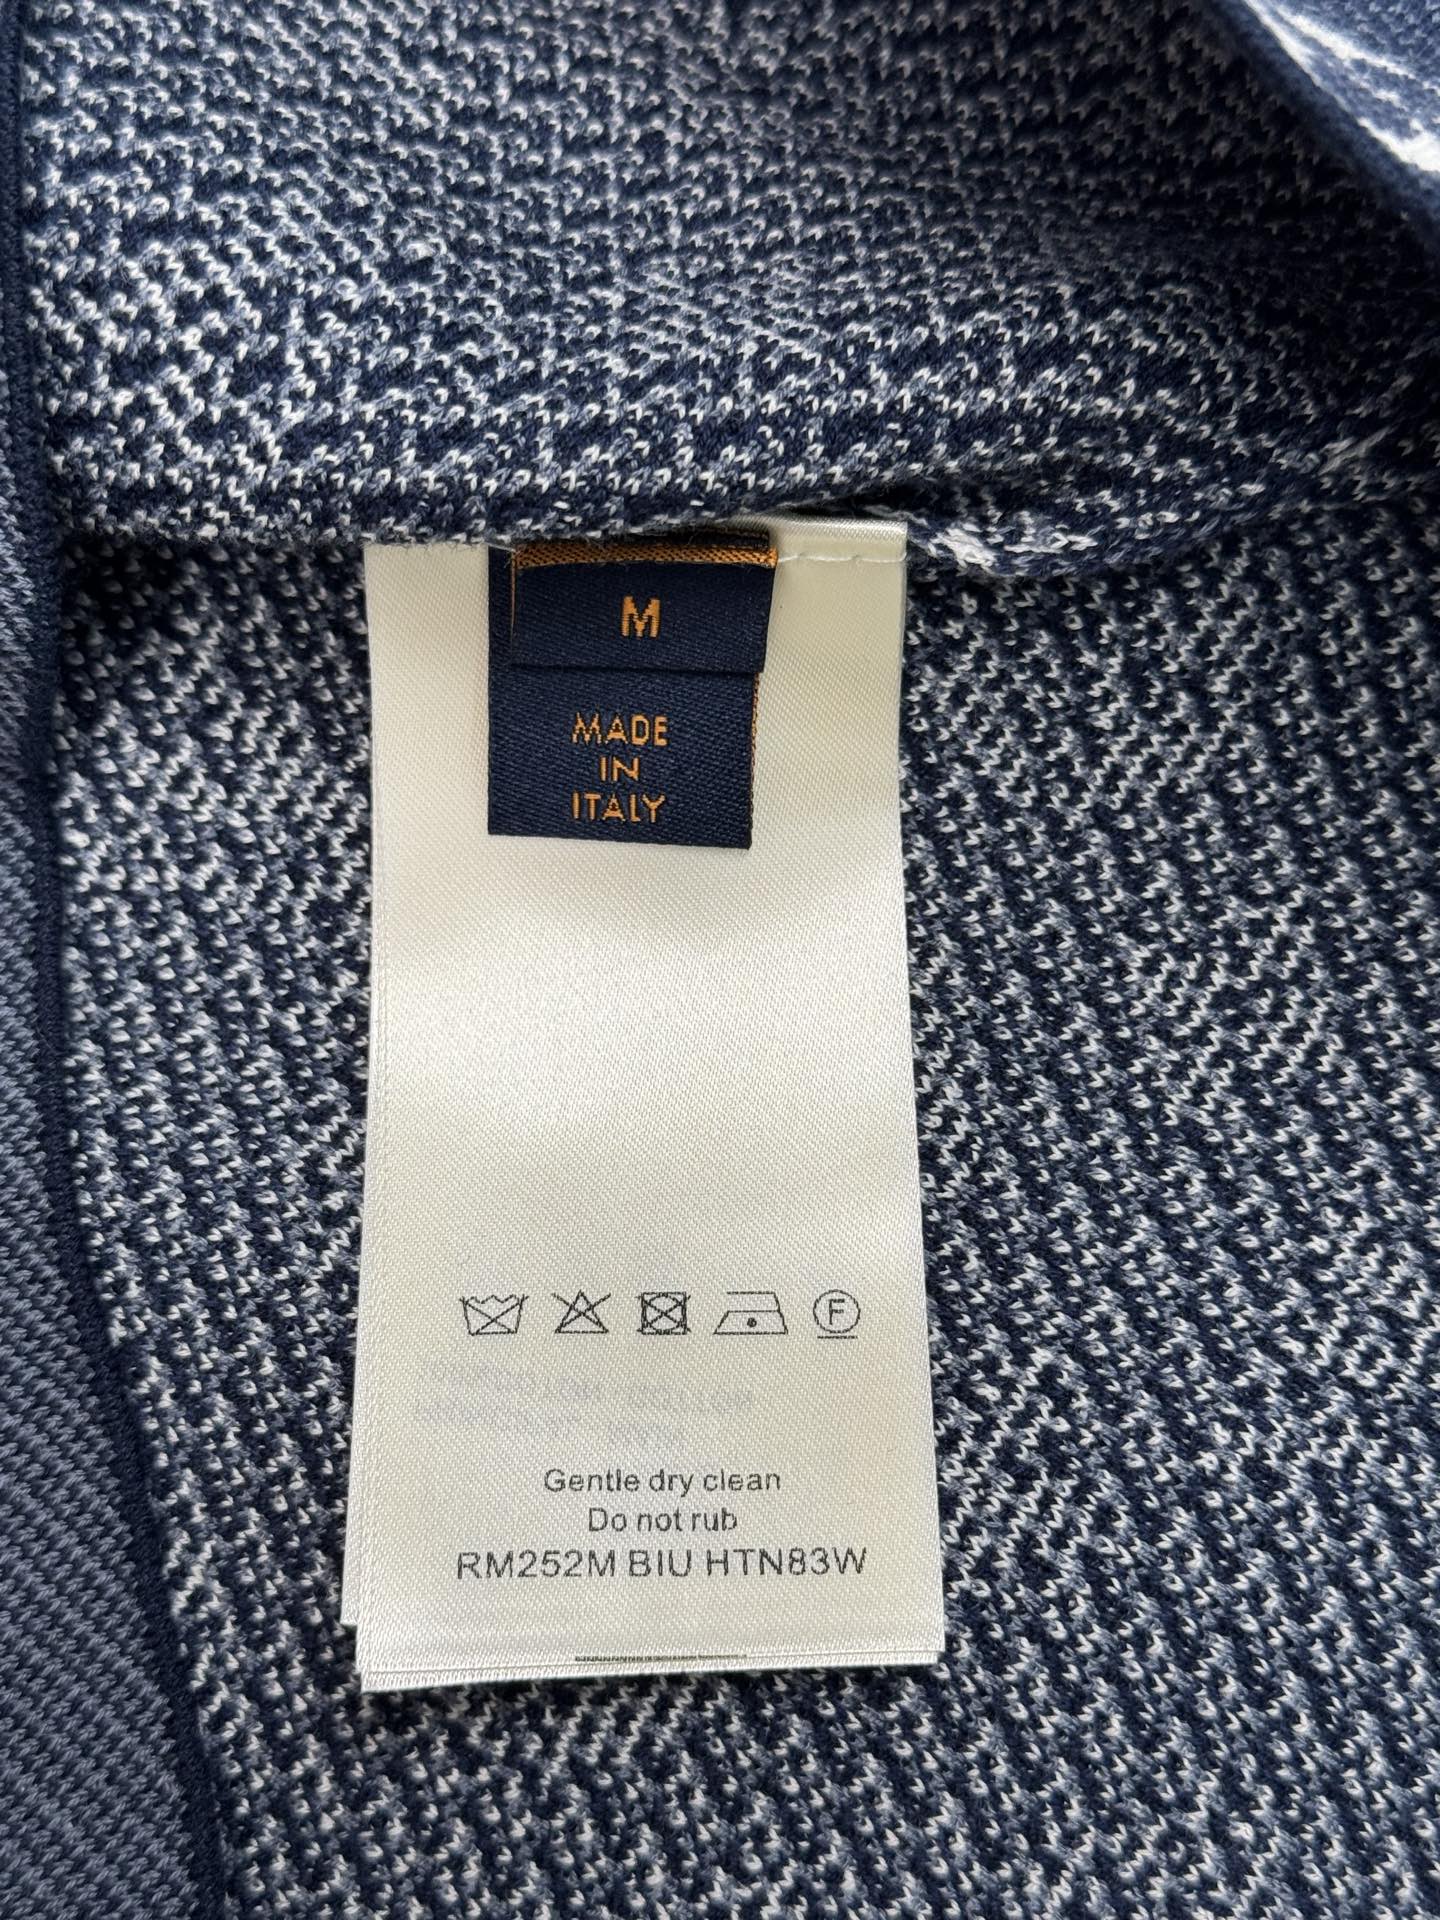 M
MADE
IN
ITALY
F
Gentle dry clean
Do not rub
RM252M BIU HTN83W